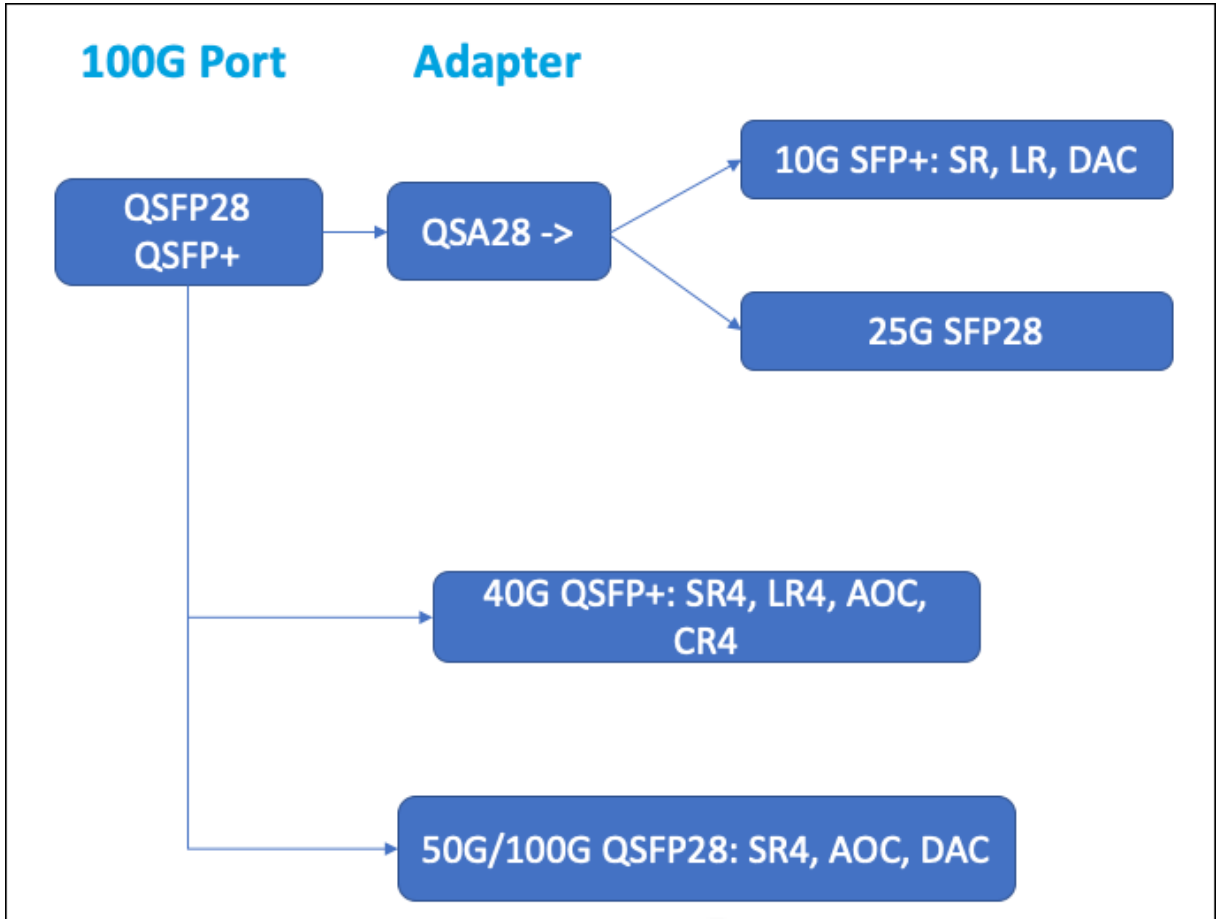 100G Port
Adapter
QSFP28
QSFP+
QSA28 ->
10G SFP+: SR, LR, DAC
25G SFP28
40G QSFP+: SR4, LR4, AOC,
CR4
50G/100G QSFP28: SR4, AOC, DAC